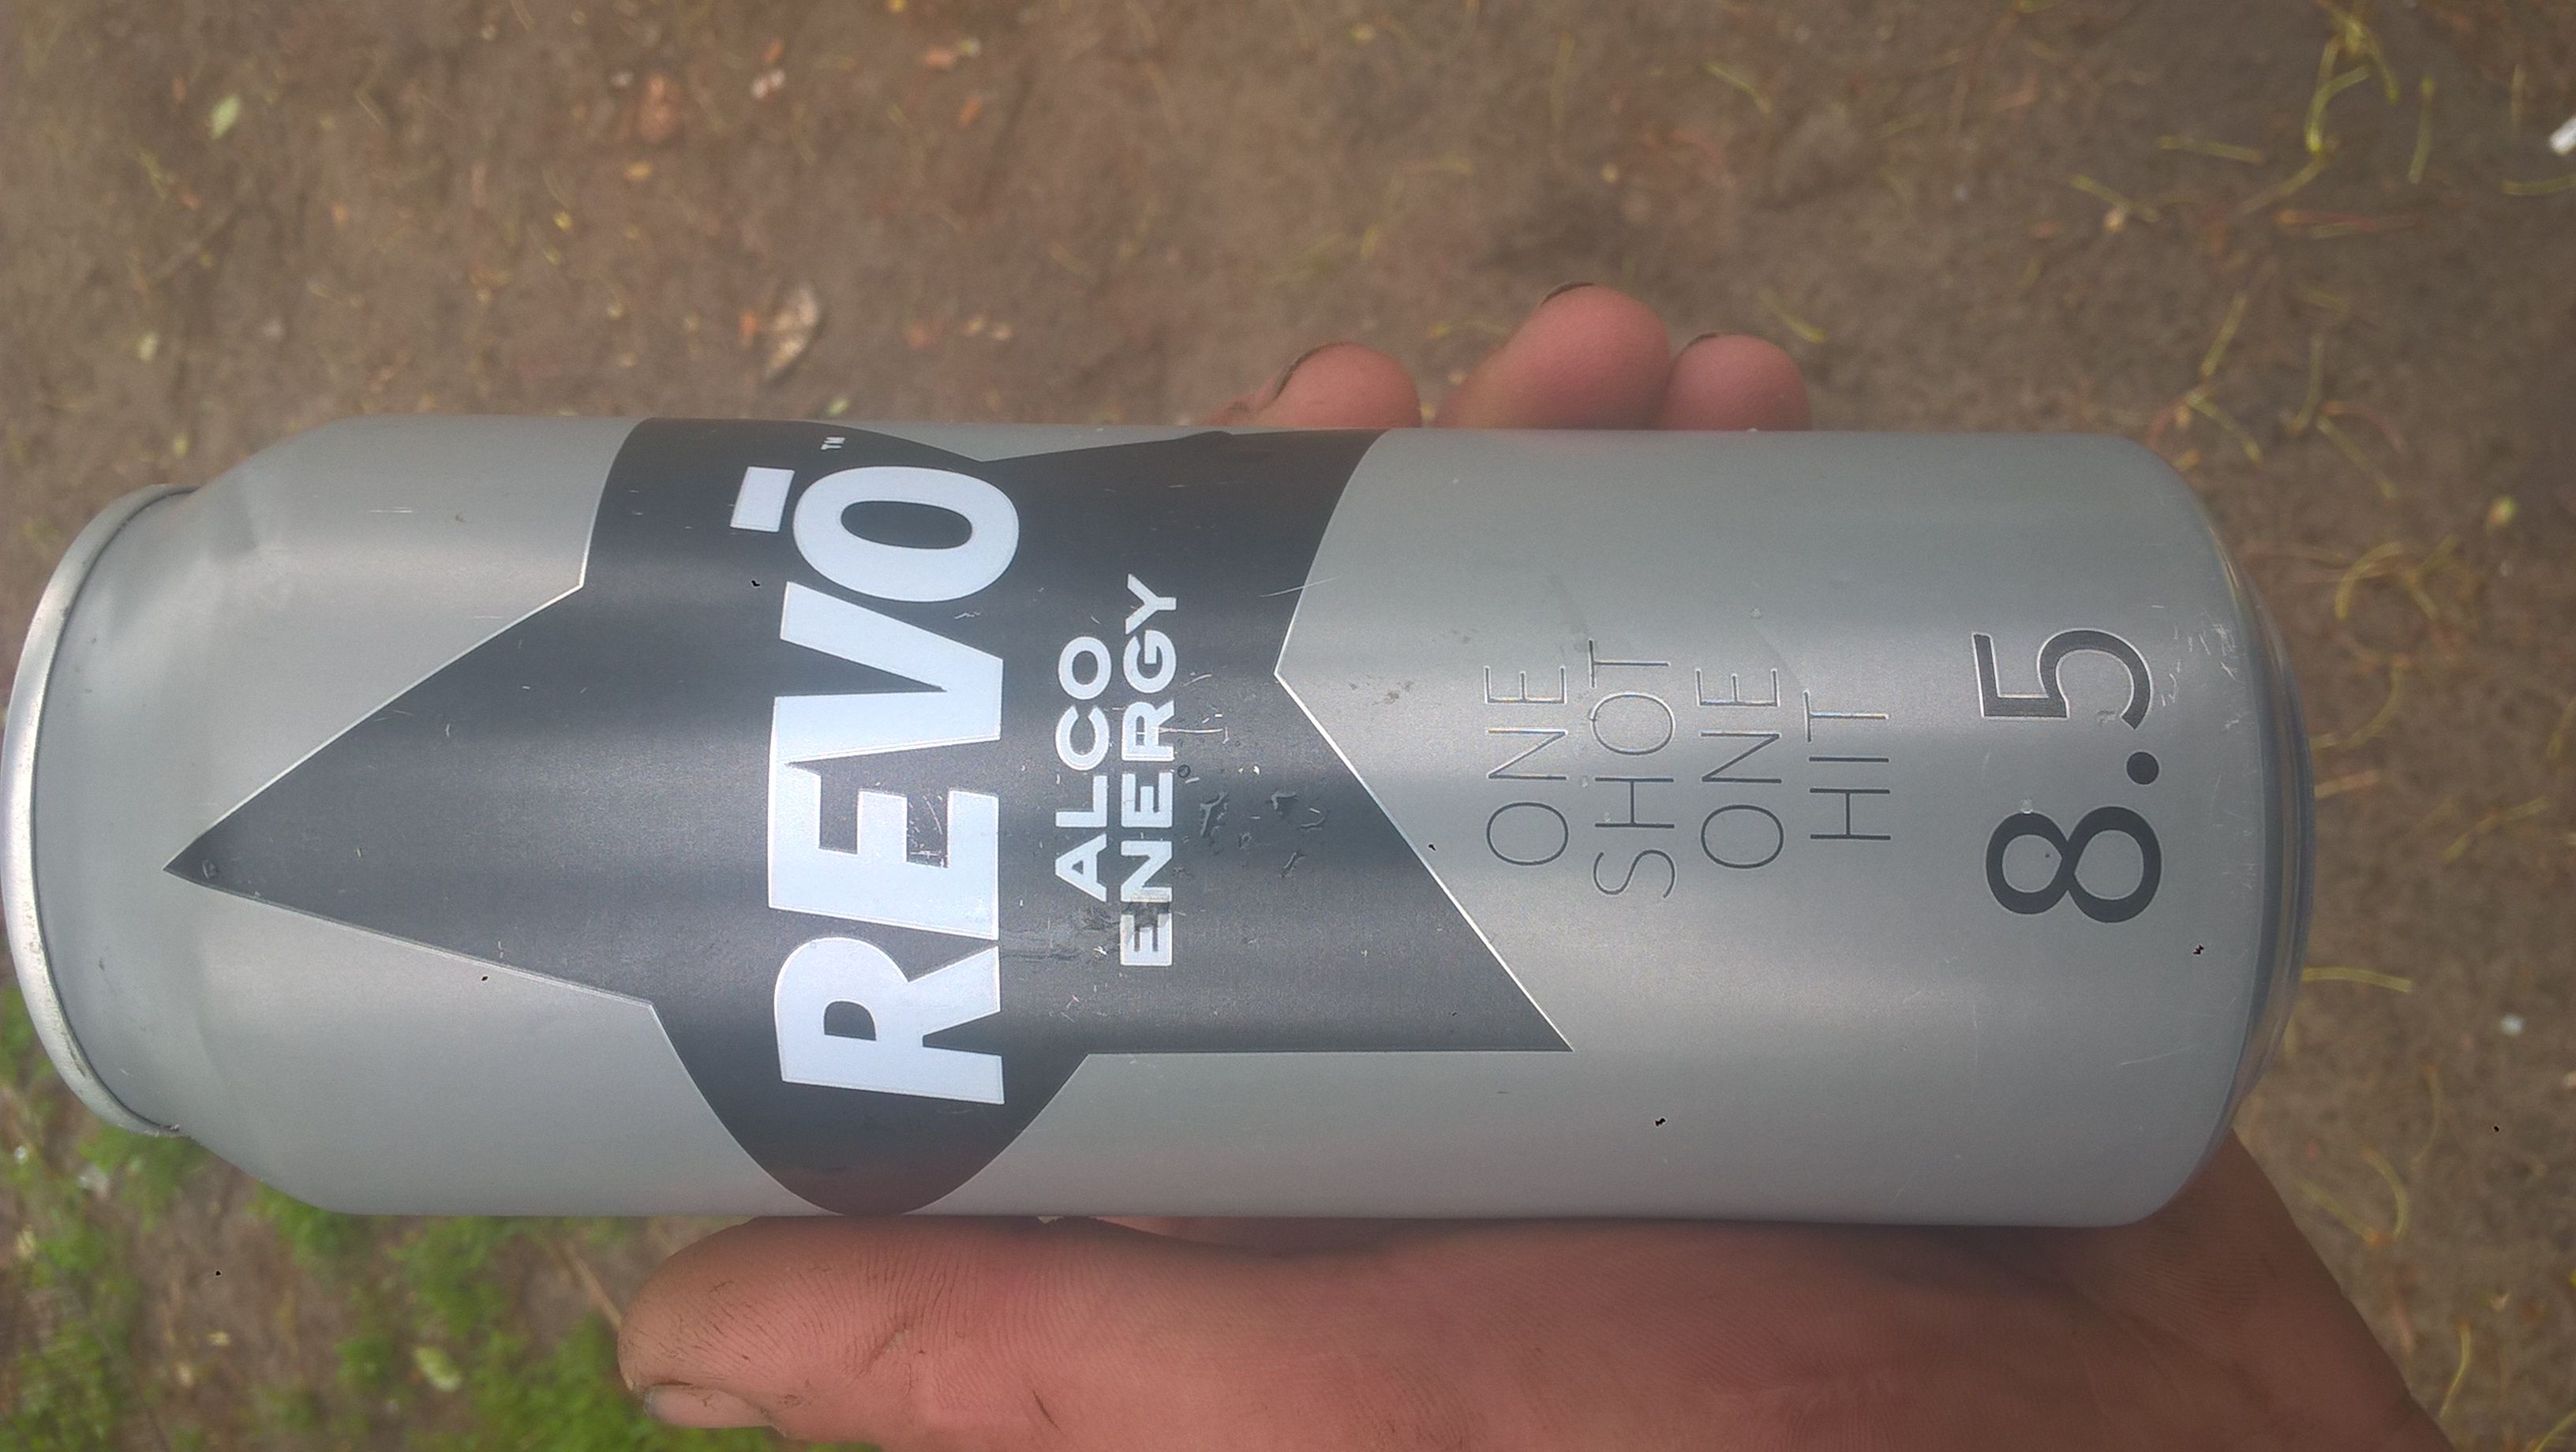 REVŌ™
ALCO
ENERGY
ONE
SHOT
ONE
HIT
8.5